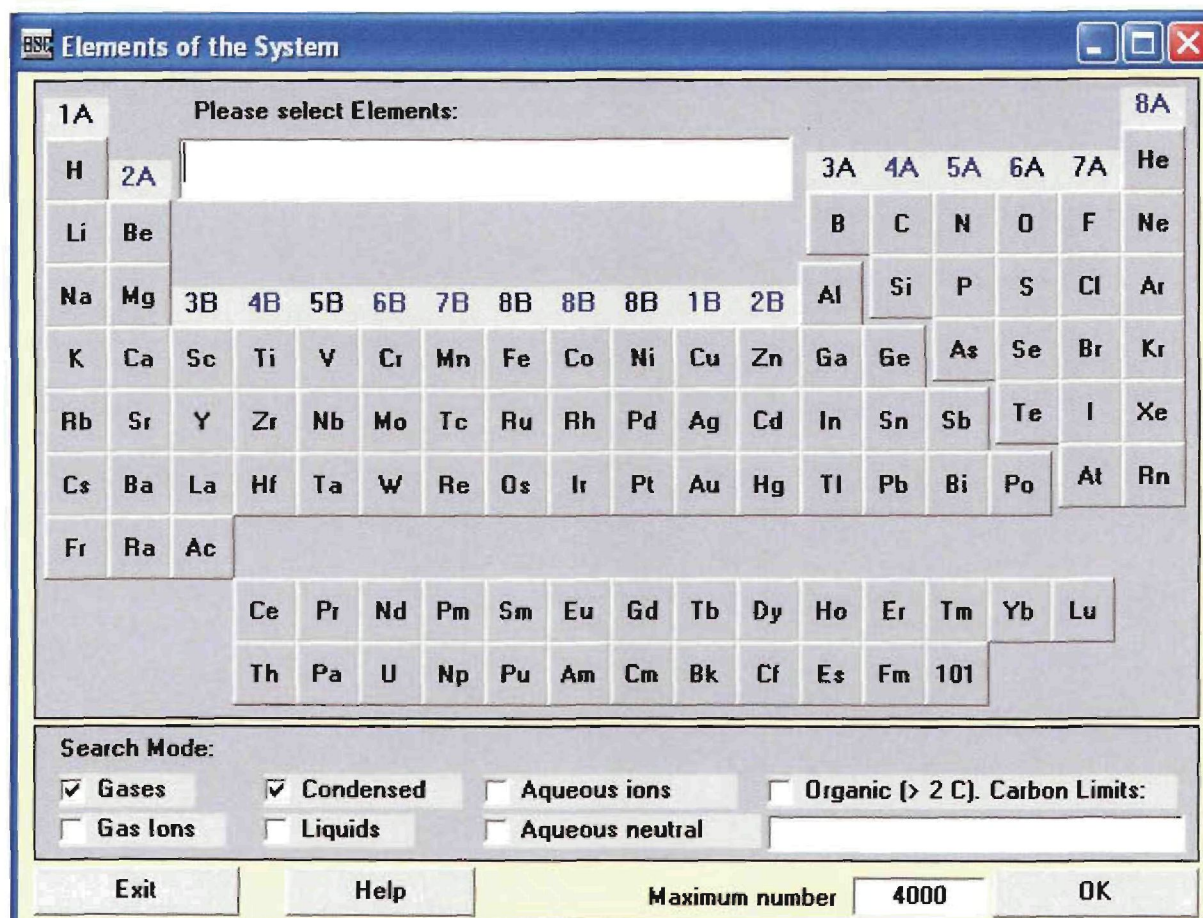 HSC Elements of the System
1A Please select Elements: 8A
H 2A 3A 4A 5A 6A 7A He
Li Be B C N O F Ne
Na Mg 3B 4B 5B 6B 7B 8B 8B 8B 1B 2B Al Si P S Cl Ar
K Ca Sc Ti V Cr Mn Fe Co Ni Cu Zn Ga Ge As Se Br Kr
Rb Sr Y Zr Nb Mo Tc Ru Rh Pd Ag Cd In Sn Sb Te I Xe
Cs Ba La Hf Ta W Re Os Ir Pt Au Hg Tl Pb Bi Po At Rn
Fr Ra Ac
Ce Pr Nd Pm Sm Eu Gd Tb Dy Ho Er Tm Yb Lu
Th Pa U Np Pu Am Cm Bk Cf Es Fm 101
Search Mode:
Gases Condensed Aqueous ions Organic (> 2 C). Carbon Limits:
Gas Ions Liquids Aqueous neutral
Exit Help Maximum number 4000 OK